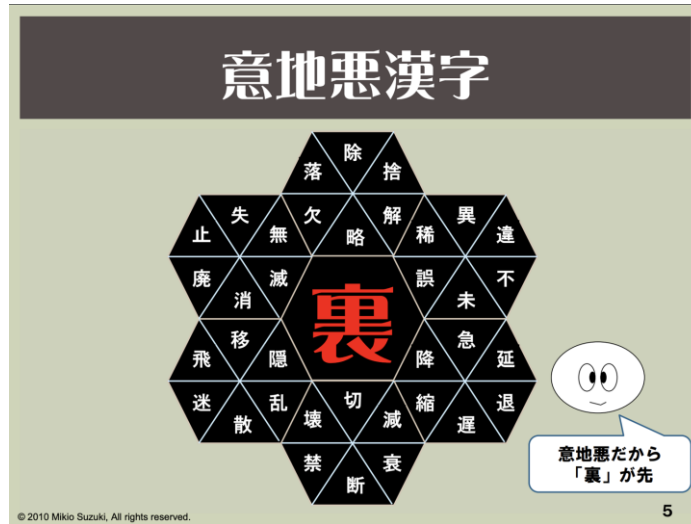 意地悪漢字
除
落 捨
失 無 欠 略 解 稀 異 違
止
廃 消 滅 裏 誤 未 不
飛 移 隠 降 急 延
迷 散 乱 壊 切 減 縮 遅 退
禁 断 衰
意地悪だから
「裏」が先
© 2010 Mikio Suzuki, All rights reserved.
5